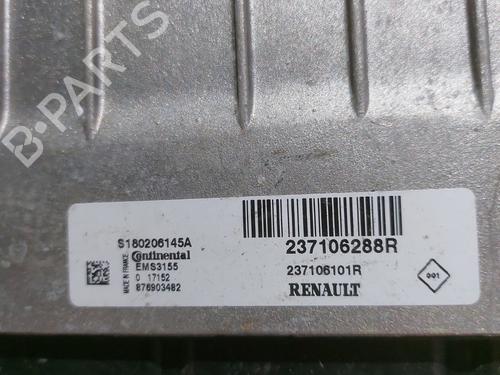 B-PARTS
S180206145A
MADE IN FRANCE
Continental
EMS3155
0 17152
876903482
237106288R
237106101R
RENAULT
001